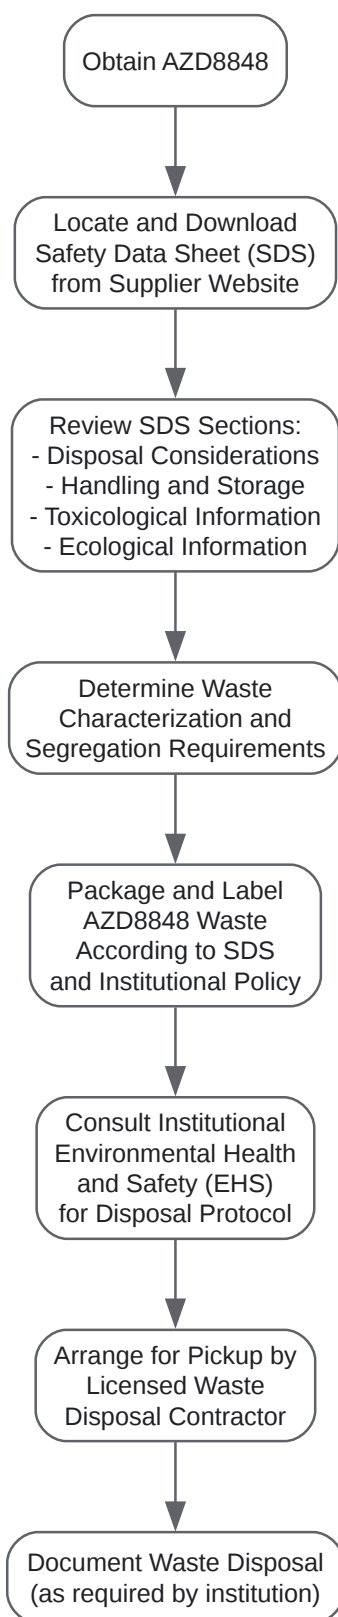 Obtain AZD8848
Locate and Download
Safety Data Sheet (SDS)
from Supplier Website
Review SDS Sections:
- Disposal Considerations
- Handling and Storage
- Toxicological Information
- Ecological Information
Determine Waste
Characterization and
Segregation Requirements
Package and Label
AZD8848 Waste
According to SDS
and Institutional Policy
Consult Institutional
Environmental Health
and Safety (EHS)
for Disposal Protocol
Arrange for Pickup by
Licensed Waste
Disposal Contractor
Document Waste Disposal
(as required by institution)